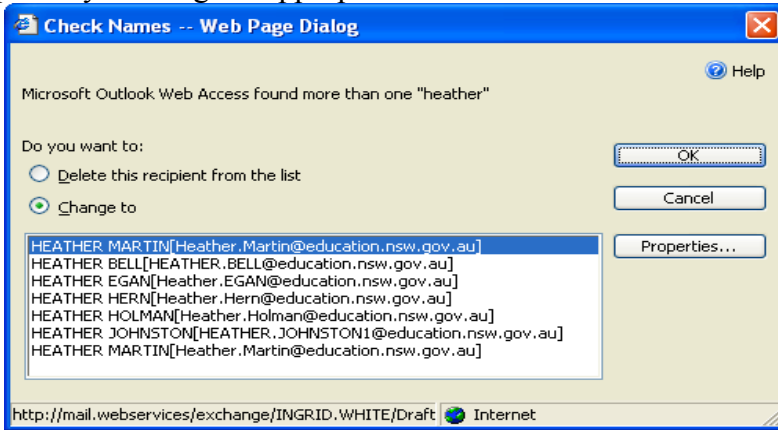 Check Names -- Web Page Dialog
Help
Microsoft Outlook Web Access found more than one "heather"
Do you want to:
Delete this recipient from the list
Change to
OK
Cancel
Properties...
HEATHER MARTIN[Heather.Martin@education.nsw.gov.au]
HEATHER BELL[HEATHER.BELL@education.nsw.gov.au]
HEATHER EGAN[Heather.EGAN@education.nsw.gov.au]
HEATHER HERN[Heather.Hern@education.nsw.gov.au]
HEATHER HOLMAN[Heather.Holman@education.nsw.gov.au]
HEATHER JOHNSTON[HEATHER.JOHNSTON1@education.nsw.gov.au]
HEATHER MARTIN[Heather.Martin@education.nsw.gov.au]
http://mail.webservices/exchange/INGRID.WHITE/Draft Internet